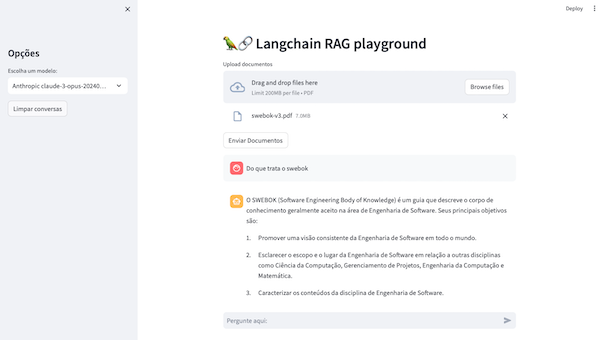 Deploy
Opções
Escolha um modelo:
Anthropic claude-3-opus-20240...
Limpar conversas
Langchain RAG playground
Upload documentos
Drag and drop files here
Limit 200MB per file • PDF
Browse files
swebok-v3.pdf 7.0MB
Enviar Documentos
Do que trata o swebok
O SWEBOK (Software Engineering Body of Knowledge) é um guia que descreve o corpo de
conhecimento geralmente aceito na área de Engenharia de Software. Seus principais objetivos
são:
1. Promover uma visão consistente da Engenharia de Software em todo o mundo.
2. Esclarecer o escopo e o lugar da Engenharia de Software em relação a outras disciplinas
como Ciência da Computação, Gerenciamento de Projetos, Engenharia da Computação e
Matemática.
3. Caracterizar os conteúdos da disciplina de Engenharia de Software.
Pergunte aqui: